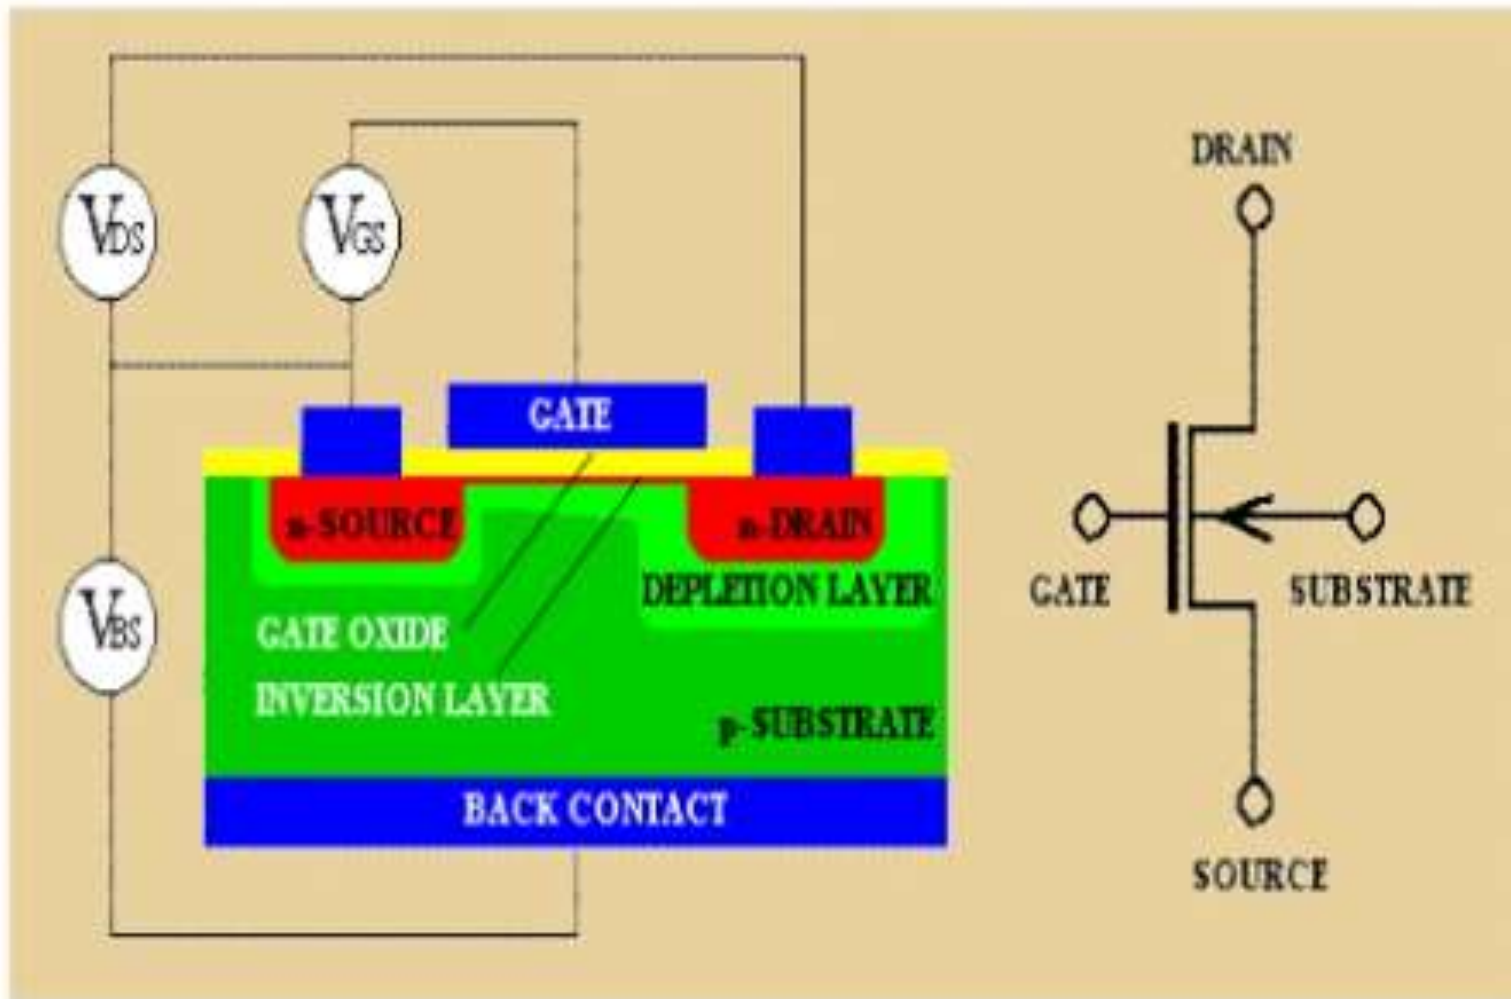 VDS
VGS
VBS
GATE
n-SOURCE
n-DRAIN
DEPLETION LAYER
GATE OXIDE
INVERSION LAYER
p-SUBSTRATE
BACK CONTACT
DRAIN
GATE
SUBSTRATE
SOURCE